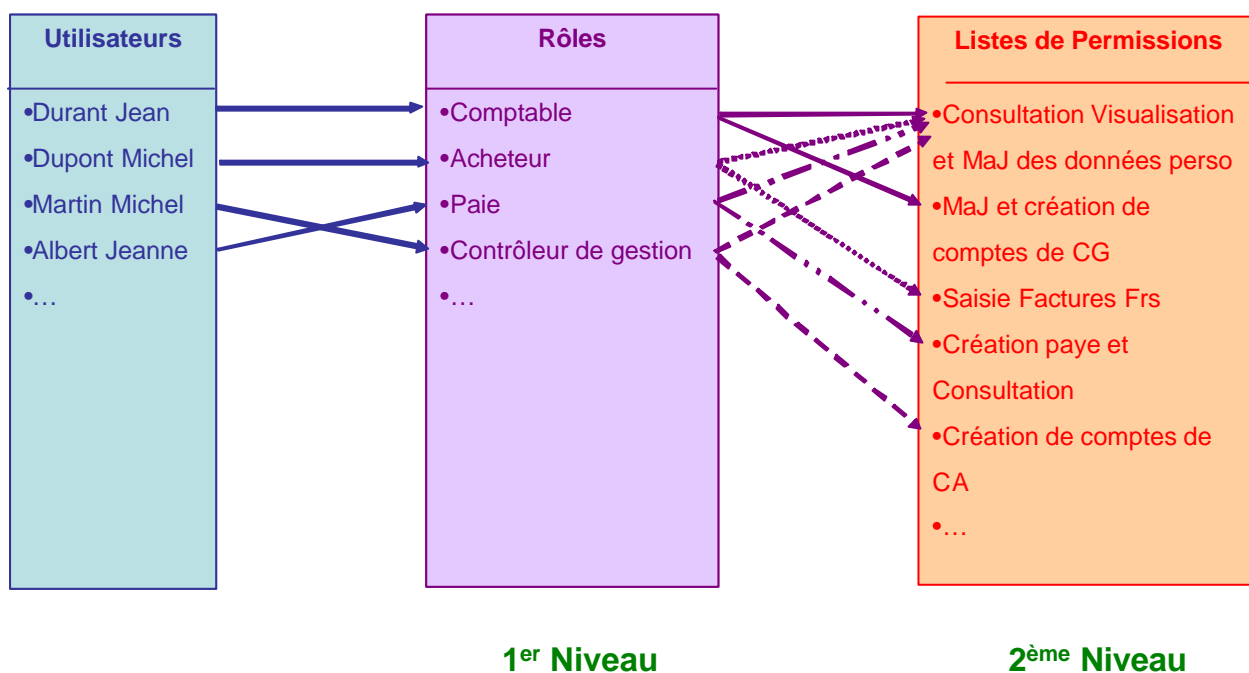 Utilisateurs
•Durant Jean
•Dupont Michel
•Martin Michel
•Albert Jeanne
•…
Rôles
•Comptable
•Acheteur
•Paie
•Contrôleur de gestion
•…
Listes de Permissions
•Consultation Visualisation
et MaJ des données perso
•MaJ et création de
comptes de CG
•Saisie Factures Frs
•Création paye et
Consultation
•Création de comptes de
CA
•…
1er Niveau
2ème Niveau